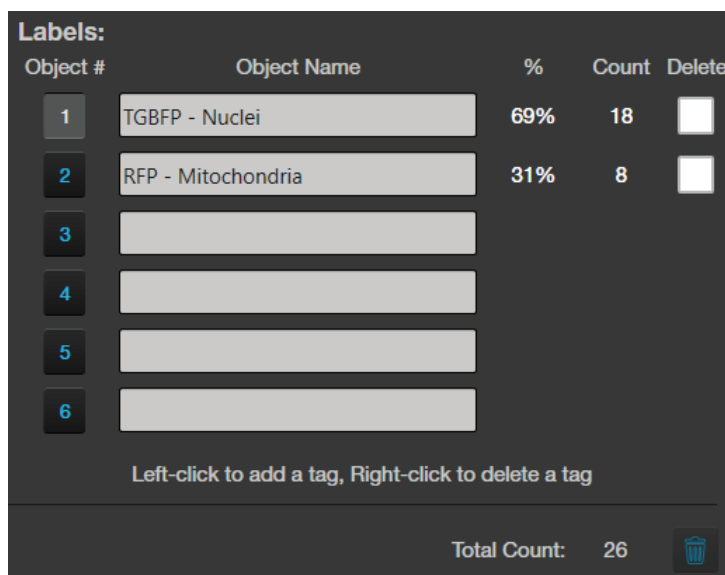 Labels:
Object # Object Name % Count Delete
1 TGBFP - Nuclei 69% 18
2 RFP - Mitochondria 31% 8
3
4
5
6
Left-click to add a tag, Right-click to delete a tag
Total Count: 26